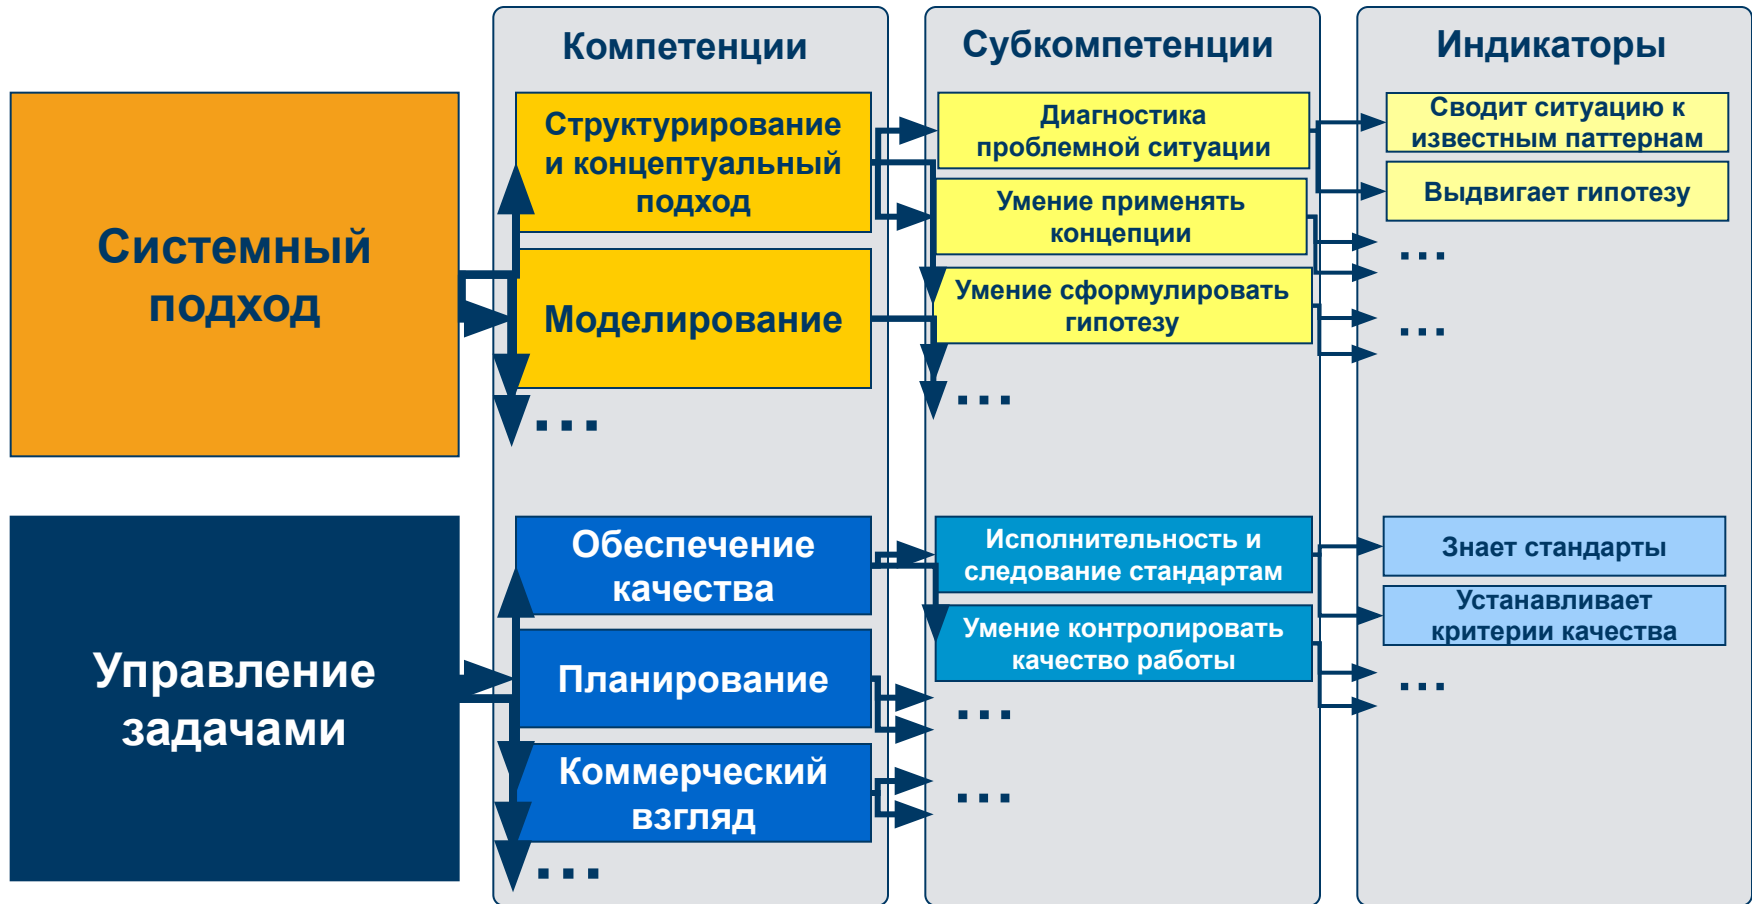 Компетенции
Субкомпетенции
Индикаторы
Системный
подход
Структурирование
и концептуальный
подход
Моделирование
...
Диагностика
проблемной ситуации
Умение применять
концепции
Умение сформулировать
гипотезу
...
Сводит ситуацию к
известным паттернам
Выдвигает гипотезу
...
...
Управление
задачами
Обеспечение
качества
Планирование
Коммерческий
взгляд
...
Исполнительность и
следование стандартам
Умение контролировать
качество работы
...
...
Знает стандарты
Устанавливает
критерии качества
...